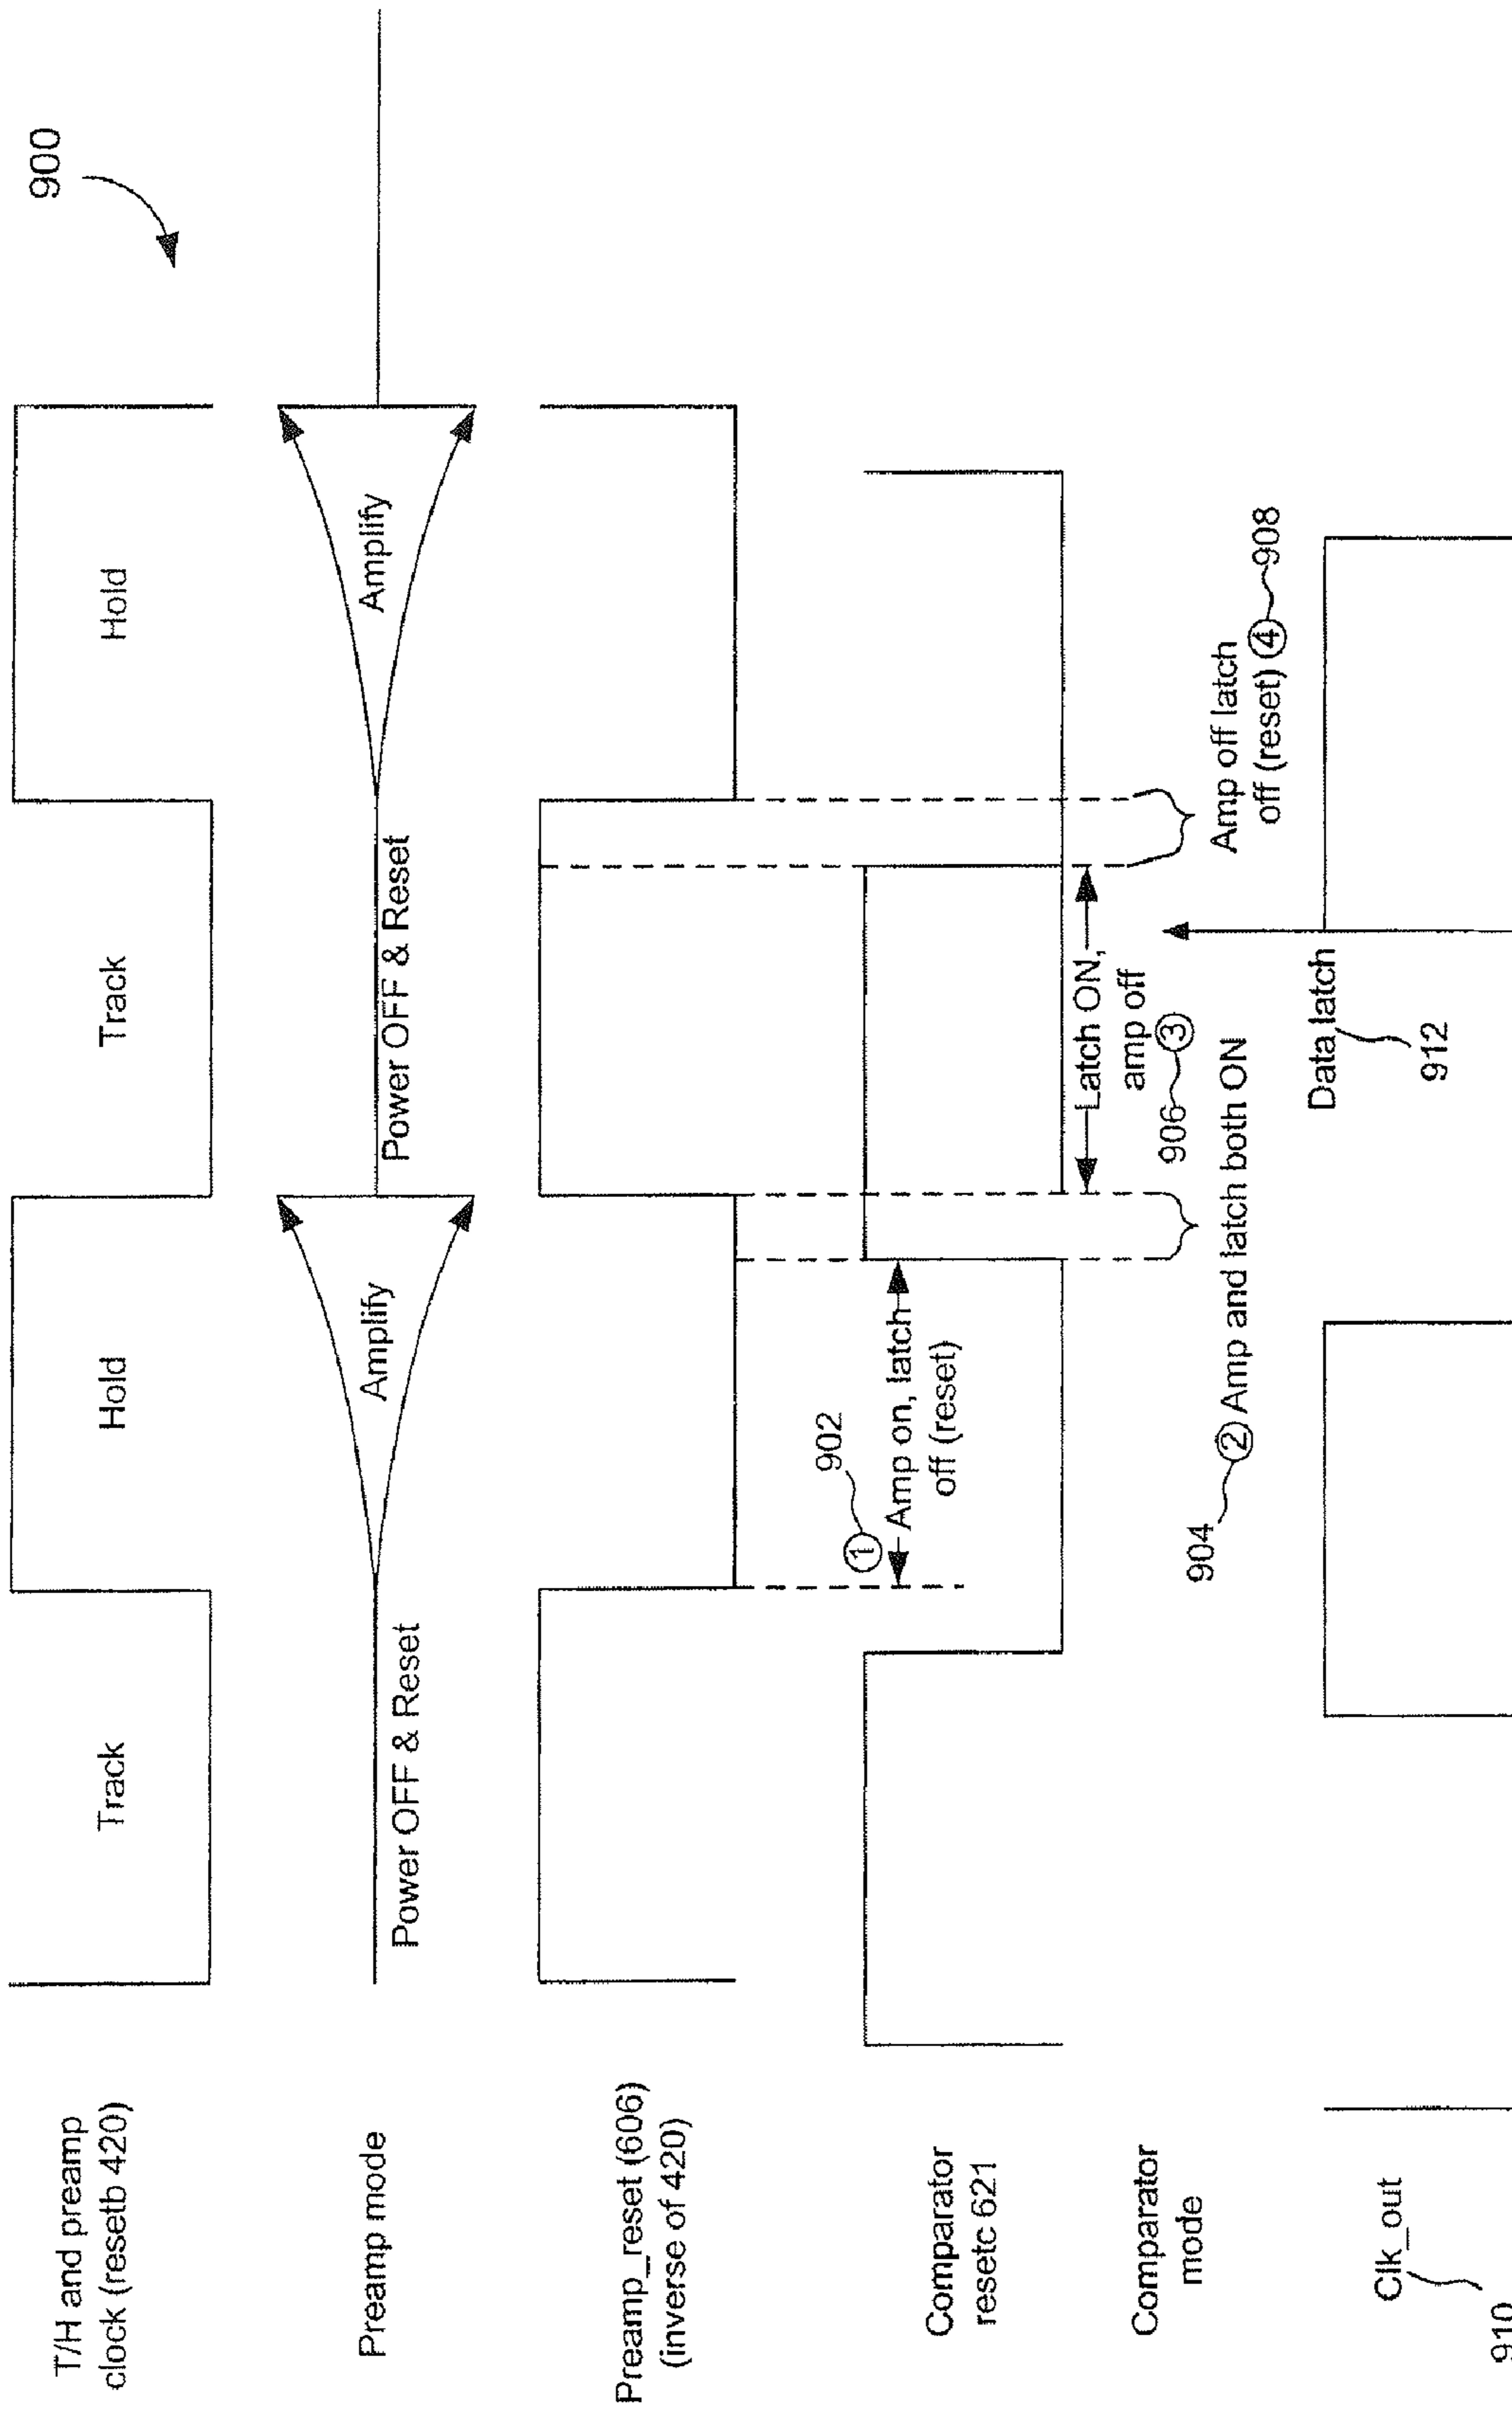 900
T/H and preamp
clock (resetb 420)
Track
Hold
Track
Hold
Preamp mode
Power OFF & Reset
Amplify
Power OFF & Reset
Amplify
Preamp_reset (606)
(inverse of 420)
Comparator
resetc 621
1
902
Amp on, latch
off (reset)
Comparator
mode
Latch ON,
amp off
906 3
904 2 Amp and latch both ON
Amp off latch
off (reset) 4 908
Clk_out
910
Data latch
912